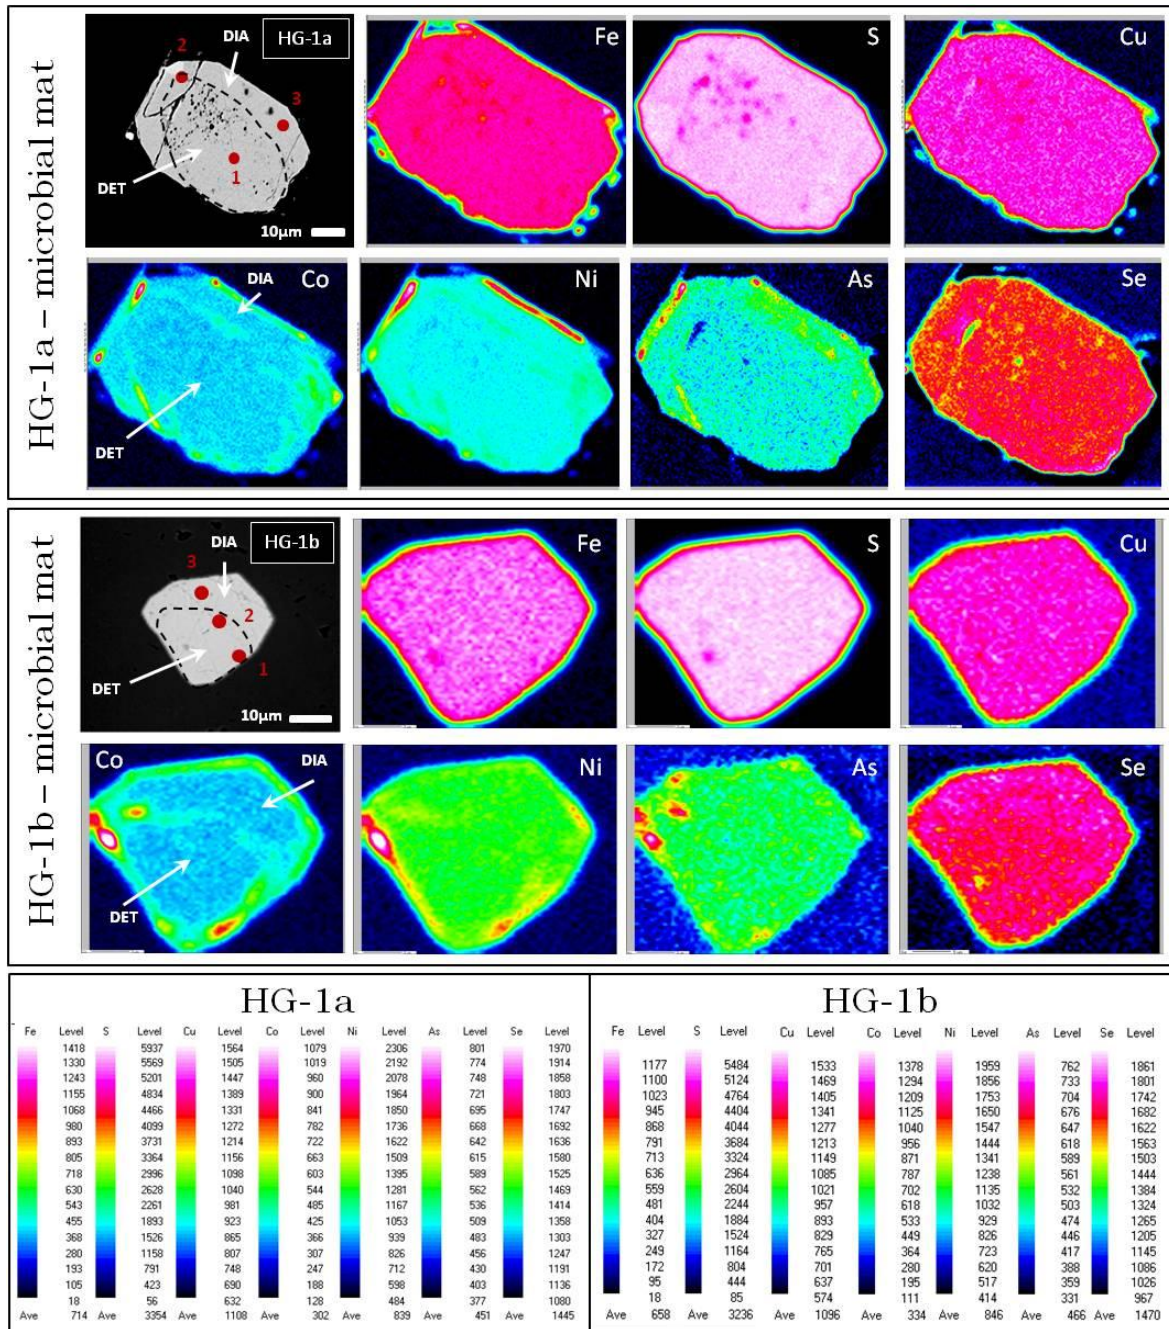 HG-1a – microbial mat
HG-1a
DIA
DET
2
3
1
10µm
Fe
S
Cu
Co
DIA
DET
Ni
As
Se
HG-1b – microbial mat
HG-1b
DIA
DET
3
2
1
10µm
Fe
S
Cu
Co
DIA
DET
Ni
As
Se
HG-1a
Fe Level S Level Cu Level Co Level Ni Level As Level Se Level
1418 5937 1564 1079 2306 801 1970
1330 5569 1505 1019 2192 774 1914
1243 5201 1447 960 2078 748 1858
1155 4834 1389 900 1964 721 1803
1068 4466 1331 841 1850 695 1747
980 4099 1272 782 1736 668 1692
893 3731 1214 722 1622 642 1636
805 3364 1156 663 1509 615 1580
718 2996 1098 603 1395 589 1525
630 2628 1040 544 1281 562 1469
543 2261 981 485 1167 536 1414
455 1893 923 425 1053 509 1358
368 1526 865 366 939 483 1303
280 1158 807 307 826 456 1247
193 791 748 247 712 430 1191
105 423 690 188 598 403 1136
18 56 632 128 484 377 1080
Ave 714 Ave 3354 Ave 1108 Ave 302 Ave 839 Ave 451 Ave 1445
HG-1b
Fe Level S Level Cu Level Co Level Ni Level As Level Se Level
1177 5484 1533 1378 1959 762 1861
1100 5124 1469 1294 1856 733 1801
1023 4764 1405 1209 1753 704 1742
945 4404 1341 1125 1650 676 1682
868 4044 1277 1040 1547 647 1622
791 3684 1213 956 1444 618 1563
713 3324 1149 871 1341 589 1503
636 2964 1085 787 1238 561 1444
559 2604 1021 702 1135 532 1384
481 2244 957 618 1032 503 1324
404 1884 893 533 929 474 1265
327 1524 829 449 826 446 1205
249 1164 765 364 723 417 1145
172 804 701 280 620 388 1086
95 444 637 195 517 359 1026
18 85 574 111 414 331 967
Ave 658 Ave 3236 Ave 1096 Ave 334 Ave 846 Ave 466 Ave 1470